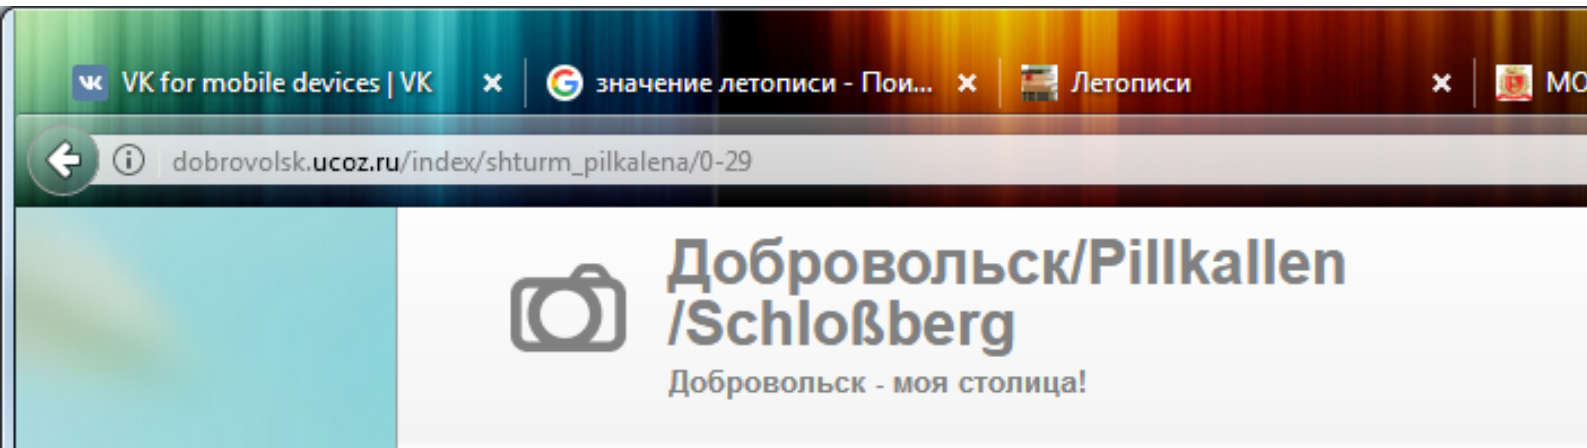 VK for mobile devices | VK
значение летописи - Пои...
Летописи
МО
dobrovolsk.ucoz.ru/index/shturm_pilkalena/0-29
Добровольск/Pillkallen
/Schloßberg
Добровольск - моя столица!